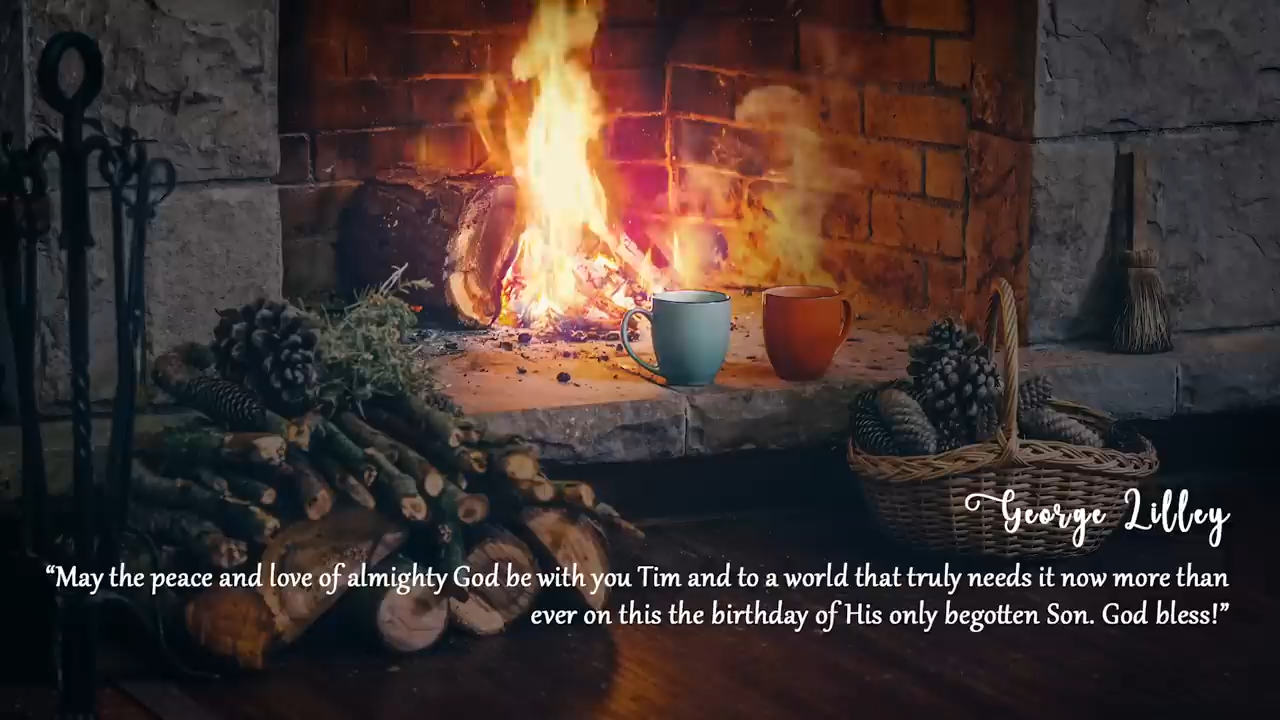 George Lilley
“May the peace and love of almighty God be with you Tim and to a world that truly needs it now more than
ever on this the birthday of His only begotten Son. God bless!”